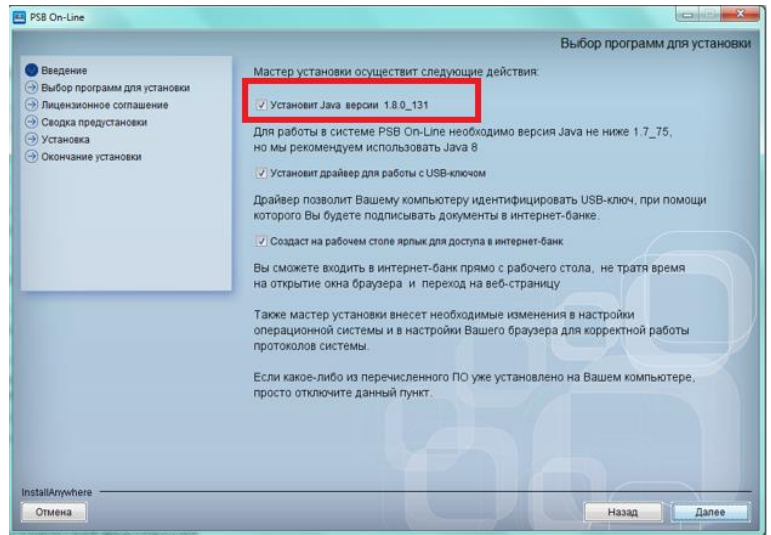 PSB On-Line
Выбор программ для установки
Введение
Выбор программ для установки
Лицензионное соглашение
Сводка предустановки
Установка
Окончание установки
Мастер установки осуществит следующие действия:
Установит Java версии 1.8.0_131
Для работы в системе PSB On-Line необходимо версия Java не ниже 1.7_75,
но мы рекомендуем использовать Java 8
Установит драйвер для работы с USB-ключом
Драйвер позволит Вашему компьютеру идентифицировать USB-ключ, при помощи
которого Вы будете подписывать документы в интернет-банке.
Создаст на рабочем столе ярлык для доступа в интернет-банк
Вы сможете входить в интернет-банк прямо с рабочего стола, не тратя время
на открытие окна браузера и переход на веб-страницу
Также мастер установки внесет необходимые изменения в настройки
операционной системы и в настройки Вашего браузера для корректной работы
протоколов системы.
Если какое-либо из перечисленного ПО уже установлено на Вашем компьютере,
просто отключите данный пункт.
InstallAnywhere
Отмена
Назад
Далее